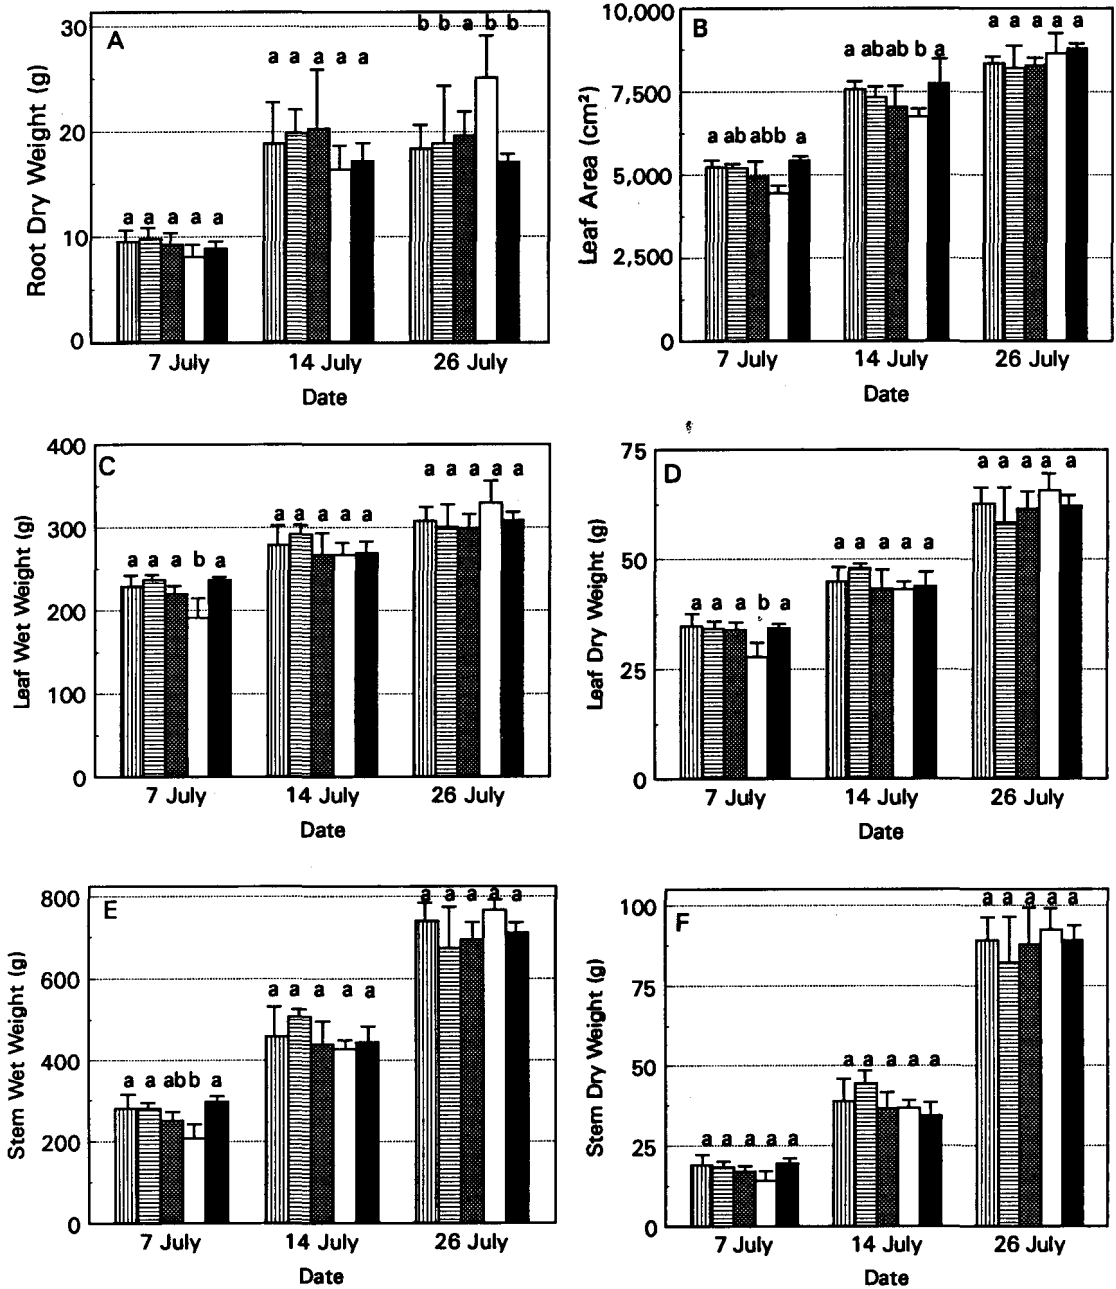 A
Root Dry Weight (g)
30
20
10
0
b b a b b
a a a a a
a a a a a
7 July 14 July 26 July
Date
B
Leaf Area (cm²)
10,000
7,500
5,000
2,500
0
a a a a a
a ab ab b a
a ab ab b a
7 July 14 July 26 July
Date
C
Leaf Wet Weight (g)
400
300
200
100
0
a a a a a
a a a a a
a a a b a
7 July 14 July 26 July
Date
D
Leaf Dry Weight (g)
75
50
25
0
a a a a a
a a a a a
a a a b a
7 July 14 July 26 July
Date
E
Stem Wet Weight (g)
800
600
400
200
0
a a a a a
a a a a a
a a ab b a
7 July 14 July 26 July
Date
F
Stem Dry Weight (g)
100
75
50
25
0
a a a a a
a a a a a
a a a a a
7 July 14 July 26 July
Date